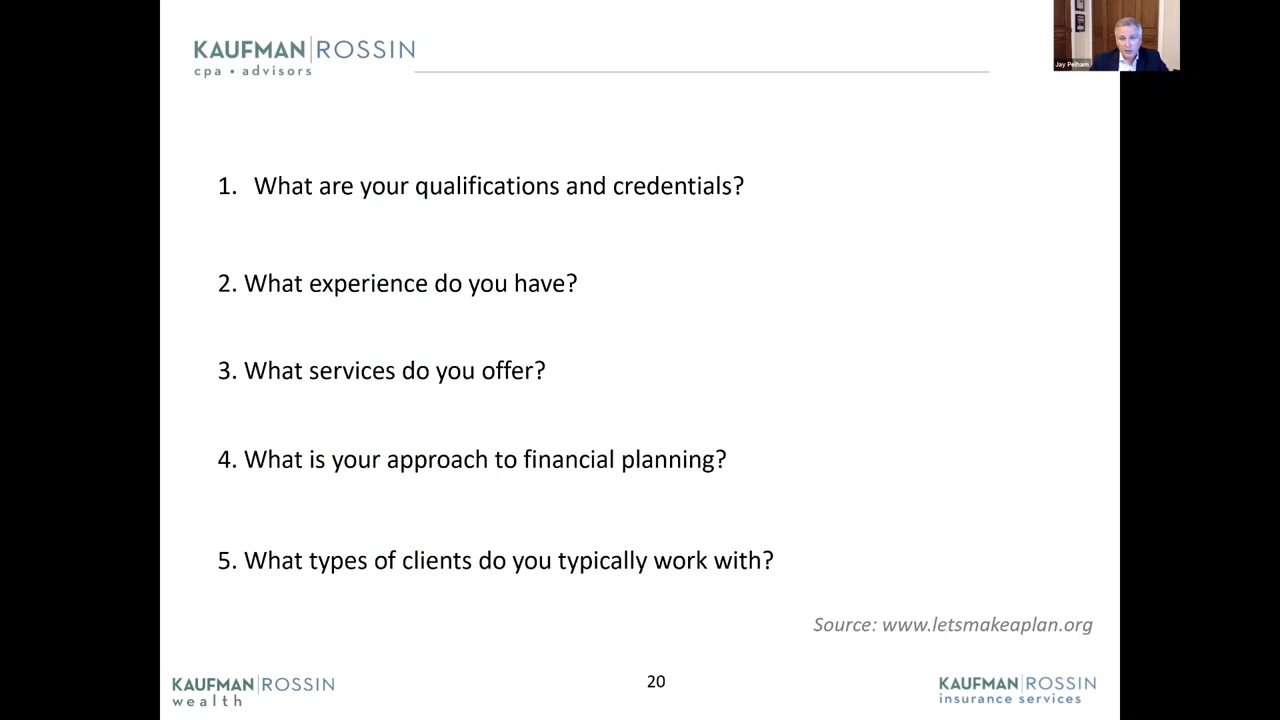 KAUFMAN ROSSIN
cpa • advisors
Jay Pelham
1. What are your qualifications and credentials?
2. What experience do you have?
3. What services do you offer?
4. What is your approach to financial planning?
5. What types of clients do you typically work with?
Source: www.letsmakeaplan.org
KAUFMAN ROSSIN
wealth
20
KAUFMAN ROSSIN
insurance services